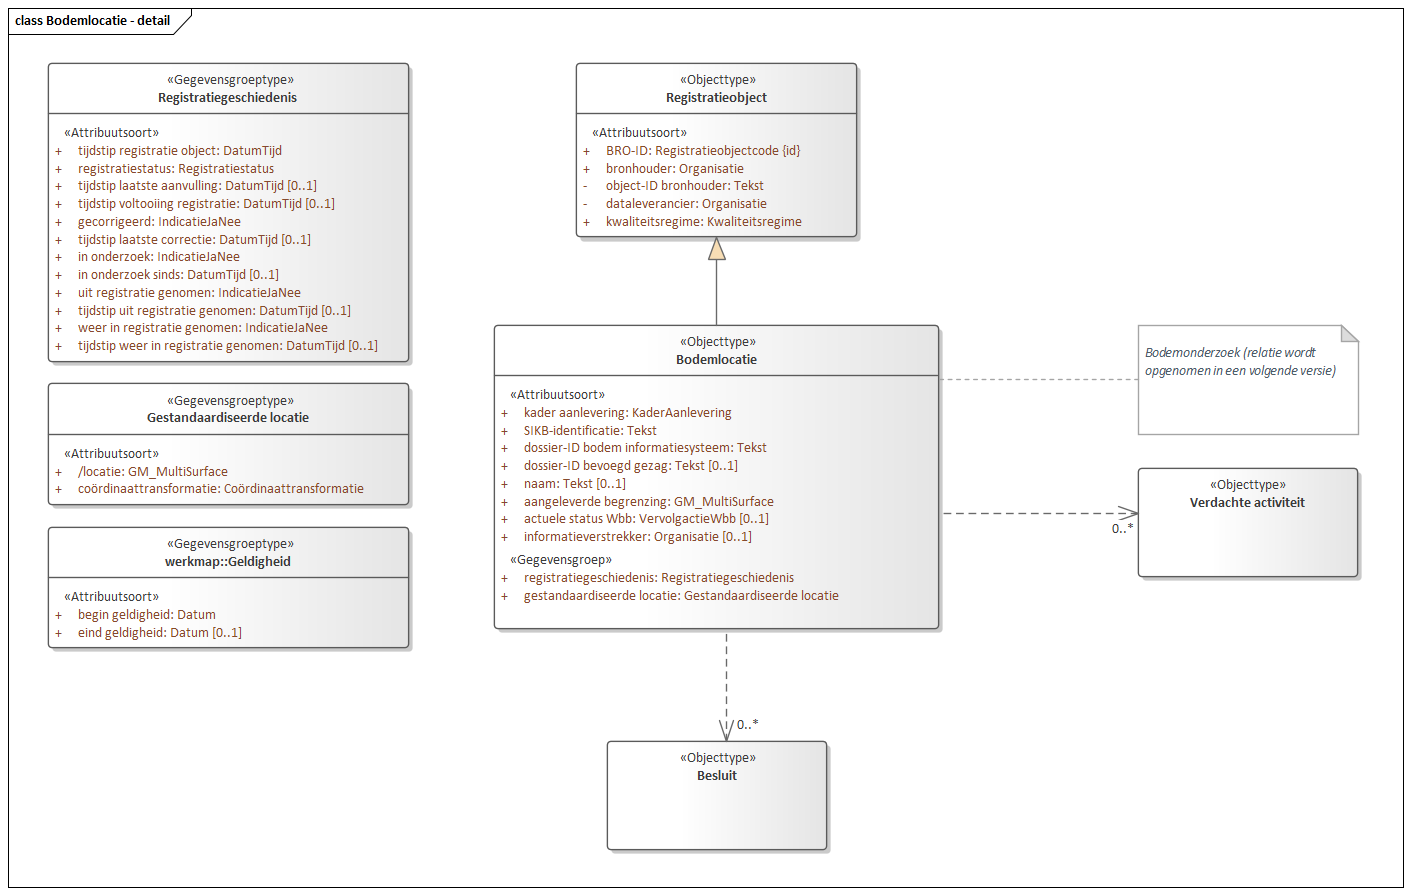 class Bodemlocatie - detail
«Gegevensgroeptype»
Registratiegeschiedenis
«Attribuutsoort»
+ tijdstip registratie object: DatumTijd
+ registratiestatus: Registratiestatus
+ tijdstip laatste aanvulling: DatumTijd [0..1]
+ tijdstip voltooiing registratie: DatumTijd [0..1]
+ gecorrigeerd: IndicatieJaNee
+ tijdstip laatste correctie: DatumTijd [0..1]
+ in onderzoek: IndicatieJaNee
+ in onderzoek sinds: DatumTijd [0..1]
+ uit registratie genomen: IndicatieJaNee
+ tijdstip uit registratie genomen: DatumTijd [0..1]
+ weer in registratie genomen: IndicatieJaNee
+ tijdstip weer in registratie genomen: DatumTijd [0..1]
«Gegevensgroeptype»
Gestandaardiseerde locatie
«Attribuutsoort»
+ /locatie: GM_MultiSurface
+ coördinaattransformatie: Coördinaattransformatie
«Gegevensgroeptype»
werkmap::Geldigheid
«Attribuutsoort»
+ begin geldigheid: Datum
+ eind geldigheid: Datum [0..1]
«Objecttype»
Registratieobject
«Attribuutsoort»
+ BRO-ID: Registratieobjectcode {id}
+ bronhouder: Organisatie
- object-ID bronhouder: Tekst
- dataleverancier: Organisatie
+ kwaliteitsregime: Kwaliteitsregime
«Objecttype»
Bodemlocatie
«Attribuutsoort»
+ kader aanlevering: KaderAanlevering
+ SIKB-identificatie: Tekst
+ dossier-ID bodem informatiesysteem: Tekst
+ dossier-ID bevoegd gezag: Tekst [0..1]
+ naam: Tekst [0..1]
+ aangeleverde begrenzing: GM_MultiSurface
+ actuele status Wbb: VervolgactieWbb [0..1]
+ informatieverstrekker: Organisatie [0..1]
«Gegevensgroep»
+ registratiegeschiedenis: Registratiegeschiedenis
+ gestandaardiseerde locatie: Gestandaardiseerde locatie
Bodemonderzoek (relatie wordt
opgenomen in een volgende versie)
«Objecttype»
Verdachte activiteit
0..*
0..*
«Objecttype»
Besluit